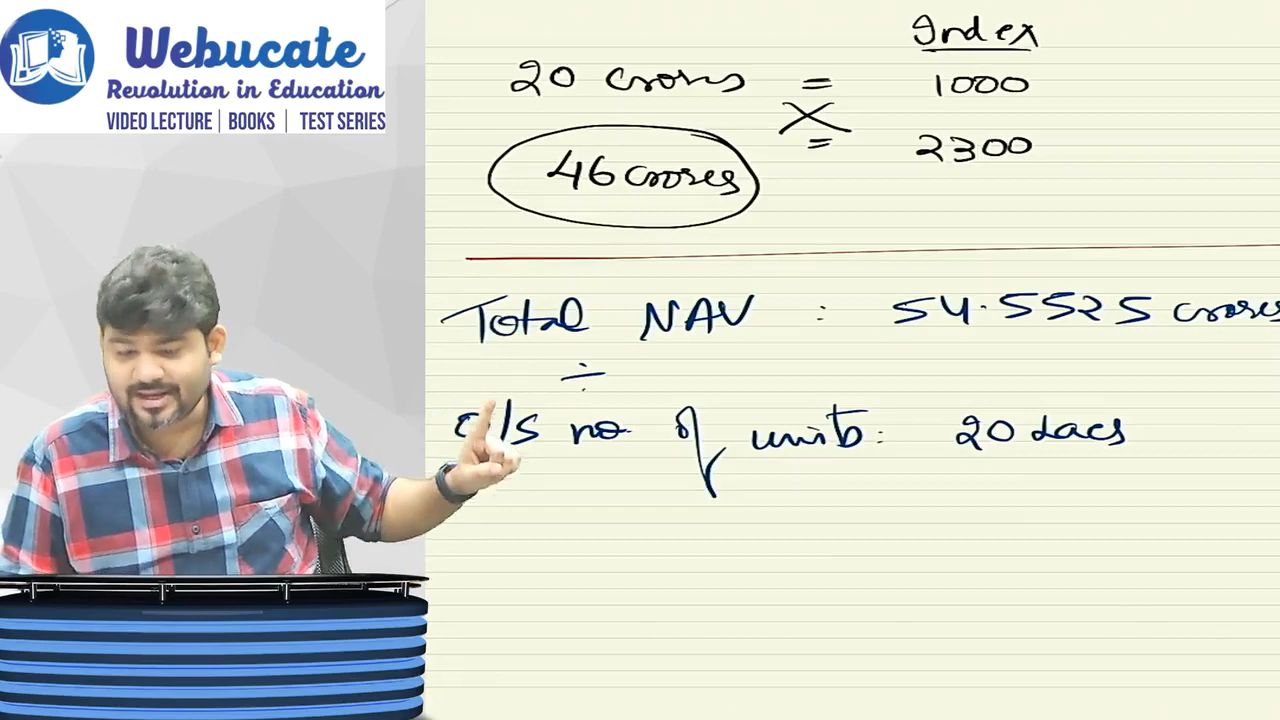 Webucate
Revolution in Education
VIDEO LECTURE | BOOKS | TEST SERIES
Index
20 crores = 1000
46 crores = 2300
Total NAV : 54.5525 crores
÷
O/S no. of units: 20 Lacs